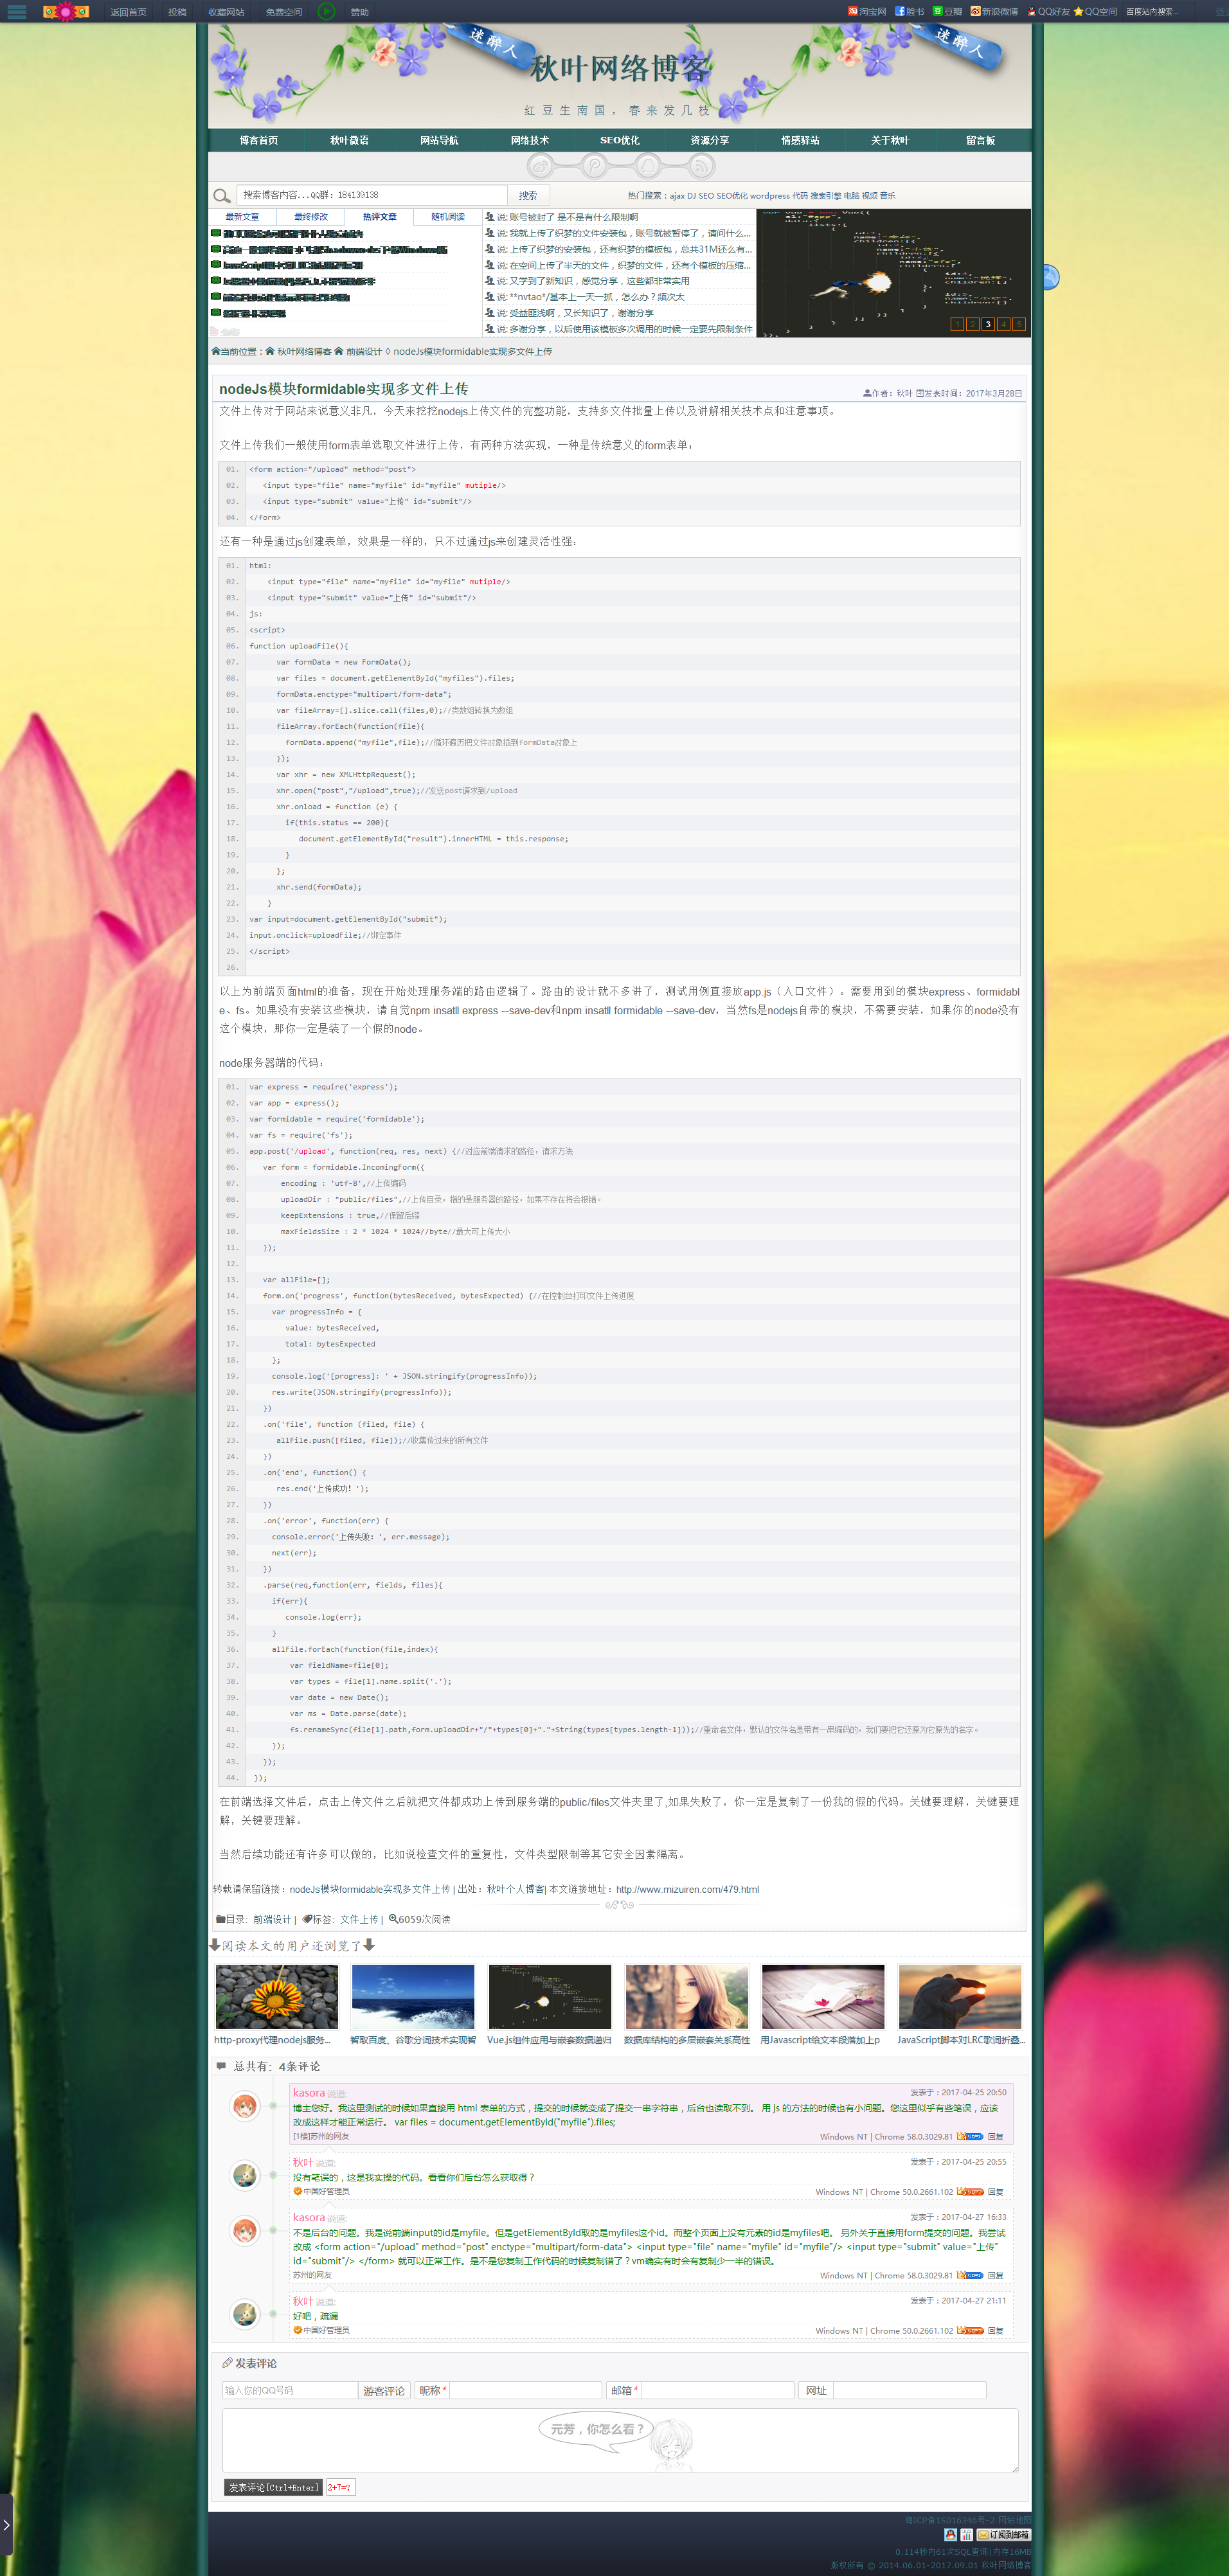 返回首页 投稿 收藏网站 免费空间 赞助 淘宝网 脸书 豆瓣 新浪微博 QQ好友 QQ空间 百度站内搜索...
迷醉人 迷醉人
秋叶网络博客
红豆生南国，春来发几枝
博客首页 秋叶微语 网站导航 网络技术 SEO优化 资源分享 情感驿站 关于秋叶 留言板
搜索博客内容...QQ群：184139138 搜索 热门搜索：ajax DJ SEO SEO优化 wordpress 代码 搜索引擎 电脑 视频 音乐
最新文章 最终修改 热评文章 随机阅读
说: 账号被封了 是不是有什么限制啊
说: 我就上传了织梦的文件安装包，账号就被暂停了，请问什么...
说: 上传了织梦的安装包，还有织梦的模板包，总共31M还么有...
说: 在空间上传了半天的文件，织梦的文件，还有个模板的压缩...
说: 又学到了新知识，感觉分享，这些都非常实用
说: **nvtao*/基本上一天一抓，怎么办？频次太
说: 受益匪浅啊，又长知识了，谢谢分享
说: 多谢分享，以后使用该模板多次调用的时候一定要先限制条件
1 2 3 4 5
当前位置：秋叶网络博客 前端设计 ◊ nodeJs模块formidable实现多文件上传
nodeJs模块formidable实现多文件上传
作者：秋叶 发表时间：2017年3月28日
文件上传对于网站来说意义非凡，今天来挖挖nodejs上传文件的完整功能，支持多文件批量上传以及讲解相关技术点和注意事项。
文件上传我们一般使用form表单选取文件进行上传，有两种方法实现，一种是传统意义的form表单：
01. <form action="/upload" method="post">
02. <input type="file" name="myfile" id="myfile" mutiple/>
03. <input type="submit" value="上传" id="submit"/>
04. </form>
还有一种是通过js创建表单，效果是一样的，只不过通过js来创建灵活性强：
01. html:
02. <input type="file" name="myfile" id="myfile" mutiple/>
03. <input type="submit" value="上传" id="submit"/>
04. js:
05. <script>
06. function uploadFile(){
07. var formData = new FormData();
08. var files = document.getElementById("myfiles").files;
09. formData.enctype="multipart/form-data";
10. var fileArray=[].slice.call(files,0);//类数组转换为数组
11. fileArray.forEach(function(file){
12. formData.append("myfile",file);//循环遍历把文件对象插到formData对象上
13. });
14. var xhr = new XMLHttpRequest();
15. xhr.open("post","/upload",true);//发送post请求到/upload
16. xhr.onload = function (e) {
17. if(this.status == 200){
18. document.getElementById("result").innerHTML = this.response;
19. }
20. };
21. xhr.send(formData);
22. }
23. var input=document.getElementById("submit");
24. input.onclick=uploadFile;//绑定事件
25. </script>
26.
以上为前端页面html的准备，现在开始处理服务端的路由逻辑了。路由的设计就不多讲了，测试用例直接放app.js（入口文件）。需要用到的模块express、formidabl
e、fs。如果没有安装这些模块，请自觉npm insatll express --save-dev和npm insatll formidable --save-dev，当然fs是nodejs自带的模块，不需要安装，如果你的node没有
这个模块，那你一定是装了一个假的node。
node服务器端的代码：
01. var express = require('express');
02. var app = express();
03. var formidable = require('formidable');
04. var fs = require('fs');
05. app.post('/upload', function(req, res, next) {//对应前端请求的路径，请求方法
06. var form = formidable.IncomingForm({
07. encoding : 'utf-8',//上传编码
08. uploadDir : "public/files",//上传目录，指的是服务器的路径，如果不存在将会报错。
09. keepExtensions : true,//保留后缀
10. maxFieldsSize : 2 * 1024 * 1024//byte//最大可上传大小
11. });
12.
13. var allFile=[];
14. form.on('progress', function(bytesReceived, bytesExpected) {//在控制台打印文件上传进度
15. var progressInfo = {
16. value: bytesReceived,
17. total: bytesExpected
18. };
19. console.log('[progress]: ' + JSON.stringify(progressInfo));
20. res.write(JSON.stringify(progressInfo));
21. })
22. .on('file', function (filed, file) {
23. allFile.push([filed, file]);//收集传过来的所有文件
24. })
25. .on('end', function() {
26. res.end('上传成功！');
27. })
28. .on('error', function(err) {
29. console.error('上传失败：', err.message);
30. next(err);
31. })
32. .parse(req,function(err, fields, files){
33. if(err){
34. console.log(err);
35. }
36. allFile.forEach(function(file,index){
37. var fieldName=file[0];
38. var types = file[1].name.split('.');
39. var date = new Date();
40. var ms = Date.parse(date);
41. fs.renameSync(file[1].path,form.uploadDir+"/"+types[0]+"."+String(types[types.length-1]));//重命名文件，默认的文件名是带有一串编码的，我们要把它还原为它原先的名字。
42. });
43. });
44. });
在前端选择文件后，点击上传文件之后就把文件都成功上传到服务端的public/files文件夹里了,如果失败了，你一定是复制了一份我的假的代码。关键要理解，关键要理
解，关键要理解。
当然后续功能还有许多可以做的，比如说检查文件的重复性，文件类型限制等其它安全因素隔离。
转载请保留链接：nodeJs模块formidable实现多文件上传 | 出处：秋叶个人博客| 本文链接地址：http://www.mizuiren.com/479.html
目录：前端设计 | 标签：文件上传 | 6059次阅读
阅读本文的用户还浏览了
http-proxy代理nodejs服务... 智取百度、谷歌分词技术实现智 Vue.js组件应用与嵌套数据递归 数据库结构的多层嵌套关系高性 用Javascript给文本段落加上p JavaScript脚本对LRC歌词折叠...
总共有：4条评论
kasora 说道: 发表于：2017-04-25 20:50
博主您好。我这里测试的时候如果直接用 html 表单的方式，提交的时候就变成了提交一串字符串，后台也读取不到。 用 js 的方法的时候也有小问题。您这里似乎有些笔误，应该
改成这样才能正常运行。 var files = document.getElementById("myfile").files;
[1楼]苏州的网友 Windows NT | Chrome 58.0.3029.81 VIP1 回复
秋叶 说道: 发表于：2017-04-25 20:55
没有笔误的，这是我实操的代码。看看你们后台怎么获取得？
中国好管理员 Windows NT | Chrome 50.0.2661.102 回复
kasora 说道: 发表于：2017-04-27 16:33
不是后台的问题。我是说前端input的id是myfile。但是getElementById取的是myfiles这个id。而整个页面上没有元素的id是myfiles吧。 另外关于直接用form提交的问题。我尝试
改成 <form action="/upload" method="post" enctype="multipart/form-data"> <input type="file" name="myfile" id="myfile"/> <input type="submit" value="上传"
id="submit"/> </form> 就可以正常工作。是不是您复制工作代码的时候复制错了？vm确实有时会有复制少一半的错误。
苏州的网友 Windows NT | Chrome 58.0.3029.81 VIP1 回复
秋叶 说道: 发表于：2017-04-27 21:11
好吧，疏漏
中国好管理员 Windows NT | Chrome 50.0.2661.102 回复
发表评论
输入你的QQ号码 游客评论 昵称* 邮箱* 网址
元芳，你怎么看？
发表评论[Ctrl+Enter] 2+7=?
粤ICP备15016346号-2 网站地图
订阅到邮箱
0.114秒内61次SQL查询|内存16MB
版权所有 © 2014.06.01-2017.09.01 秋叶网络博客